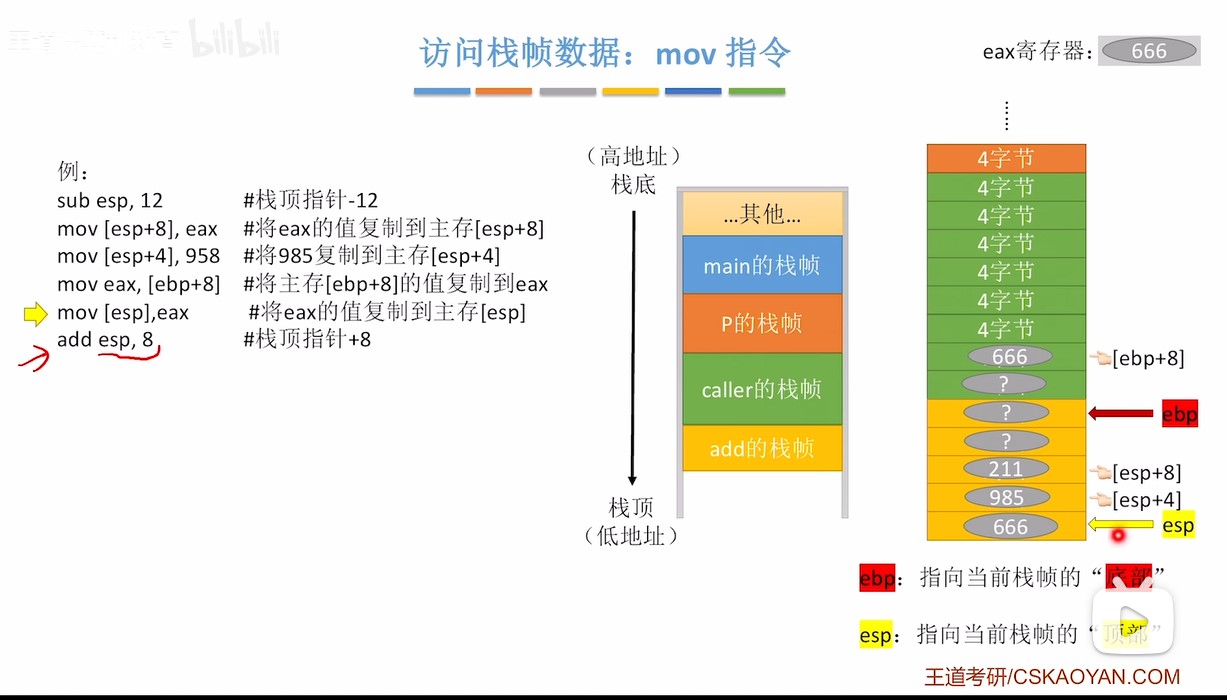 bilibili
访问栈帧数据：mov 指令
eax寄存器：666
例：
sub esp, 12 #栈顶指针-12
mov [esp+8], eax #将eax的值复制到主存[esp+8]
mov [esp+4], 958 #将985复制到主存[esp+4]
mov eax, [ebp+8] #将主存[ebp+8]的值复制到eax
mov [esp],eax #将eax的值复制到主存[esp]
add esp, 8 #栈顶指针+8
（高地址）
栈底
…其他…
main的栈帧
P的栈帧
caller的栈帧
add的栈帧
栈顶
（低地址）
4字节
4字节
4字节
4字节
4字节
4字节
4字节
666 [ebp+8]
?
? ebp
?
211 [esp+8]
985 [esp+4]
666 esp
ebp：指向当前栈帧的“底部”
esp：指向当前栈帧的“顶部”
王道考研/CSKAOYAN.COM